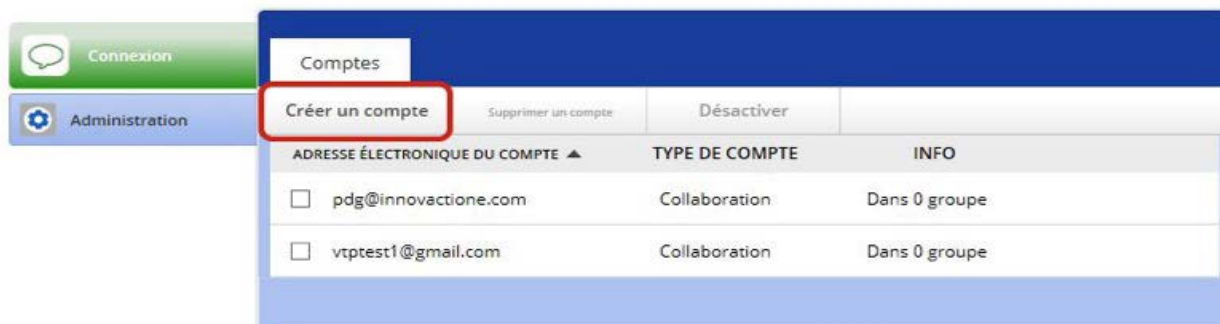 Connexion
Administration
Comptes
Créer un compte Supprimer un compte Désactiver
ADRESSE ÉLECTRONIQUE DU COMPTE ▲ TYPE DE COMPTE INFO
pdg@innovactione.com Collaboration Dans 0 groupe
vtptest1@gmail.com Collaboration Dans 0 groupe